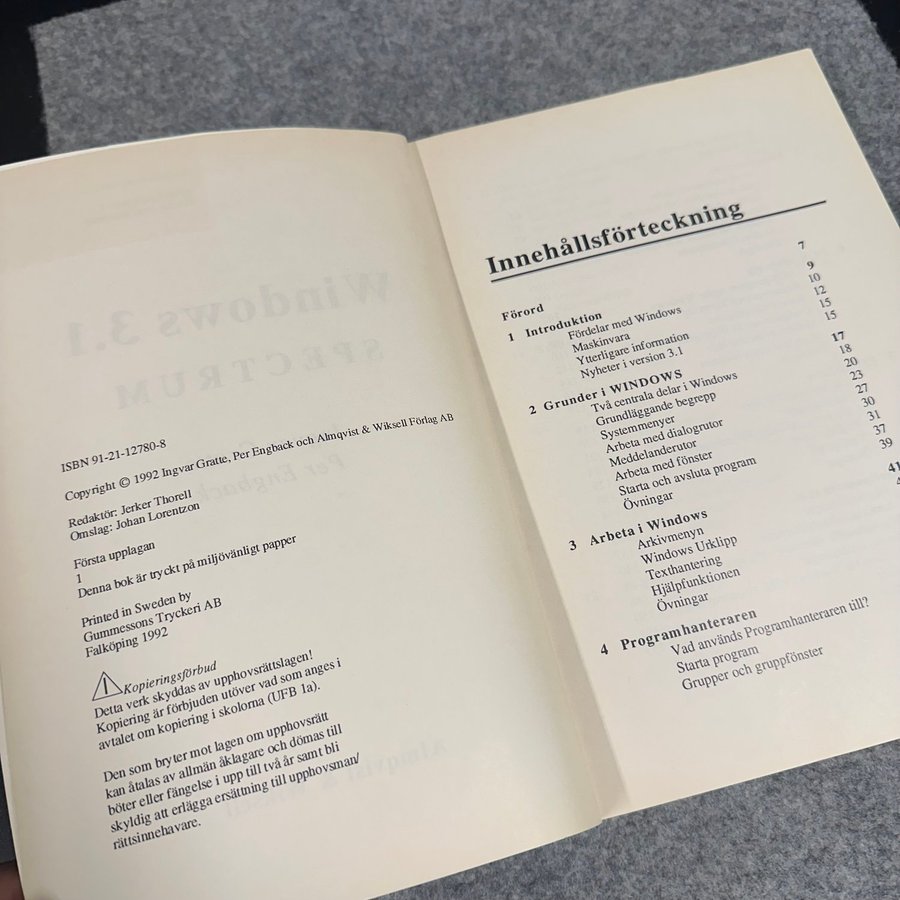 ISBN 91-21-12780-8
Copyright © 1992 Ingvar Gratte, Per Engback och Almqvist & Wiksell Förlag AB
Redaktör: Jerker Thorell
Omslag: Johan Lorentzon
Första upplagan
1
Denna bok är tryckt på miljövänligt papper
Printed in Sweden by
Gummessons Tryckeri AB
Falköping 1992
Kopieringsförbud
Detta verk skyddas av upphovsrättslagen!
Kopiering är förbjuden utöver vad som anges i
avtalet om kopiering i skolorna (UFB 1a).
Den som bryter mot lagen om upphovsrätt
kan åtalas av allmän åklagare och dömas till
böter eller fängelse i upp till två år samt bli
skyldig att erlägga ersättning till upphovsman/
rättsinnehavare.
Innehållsförteckning
Förord 7
1 Introduktion 9
Fördelar med Windows 10
Maskinvara 12
Ytterligare information 15
Nyheter i version 3.1 15
2 Grunder i WINDOWS 17
Två centrala delar i Windows 18
Grundläggande begrepp 20
Systemmenyer 23
Arbeta med dialogrutor 27
Meddelanderutor 30
Arbeta med fönster 31
Starta och avsluta program 37
Övningar 39
3 Arbeta i Windows 41
Arkivmenyn
Windows Urklipp
Texthantering
Hjälpfunktionen
Övningar
4 Programhanteraren
Vad används Programhanteraren till?
Starta program
Grupper och gruppfönster